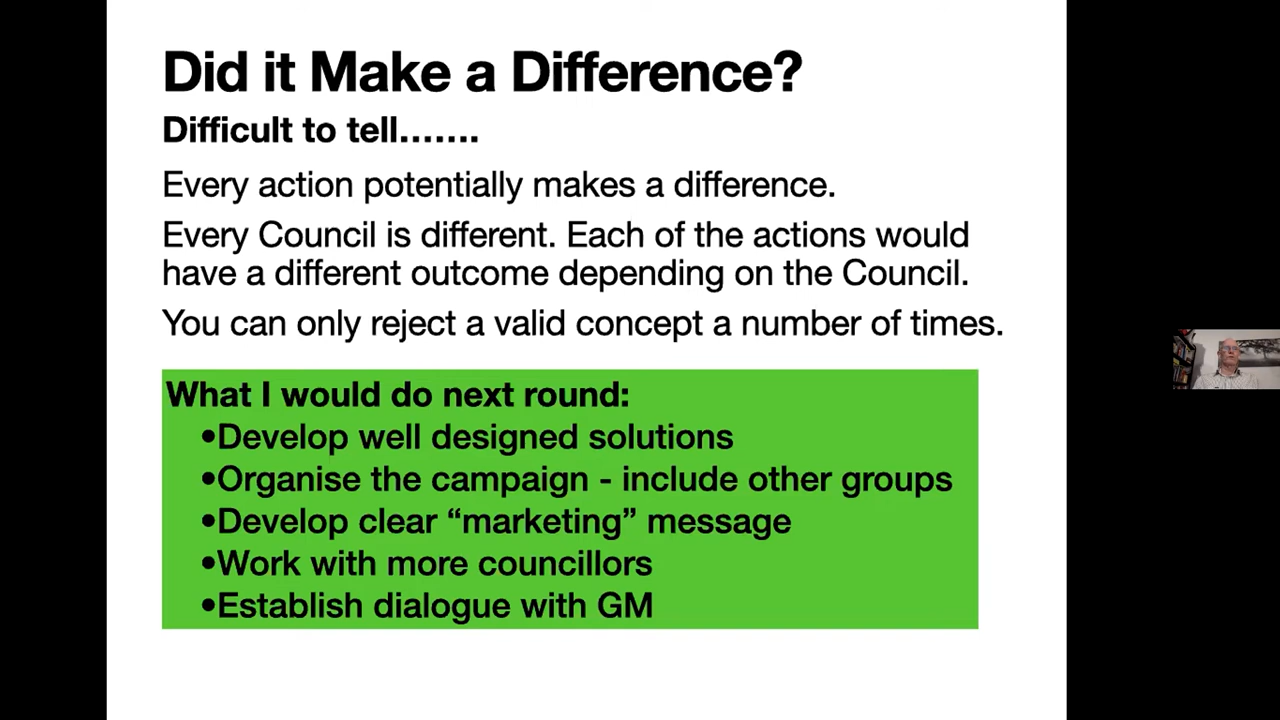 Did it Make a Difference?
Difficult to tell…….
Every action potentially makes a difference.
Every Council is different. Each of the actions would
have a different outcome depending on the Council.
You can only reject a valid concept a number of times.
What I would do next round:
•Develop well designed solutions
•Organise the campaign - include other groups
•Develop clear “marketing” message
•Work with more councillors
•Establish dialogue with GM